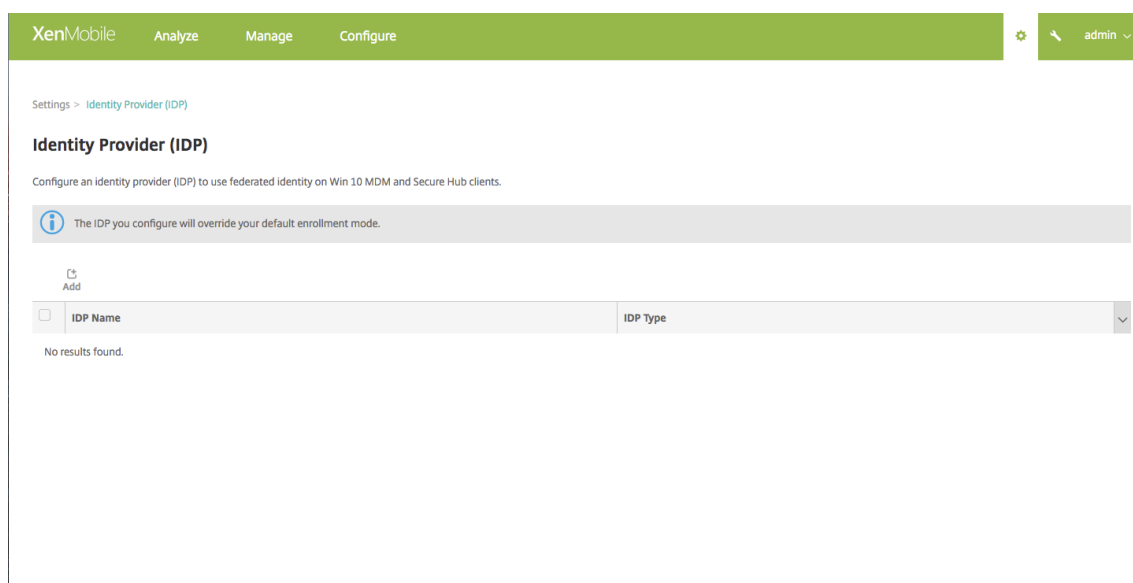 XenMobile Analyze Manage Configure admin
Settings > Identity Provider (IDP)
Identity Provider (IDP)
Configure an identity provider (IDP) to use federated identity on Win 10 MDM and Secure Hub clients.
The IDP you configure will override your default enrollment mode.
Add
IDP Name IDP Type
No results found.